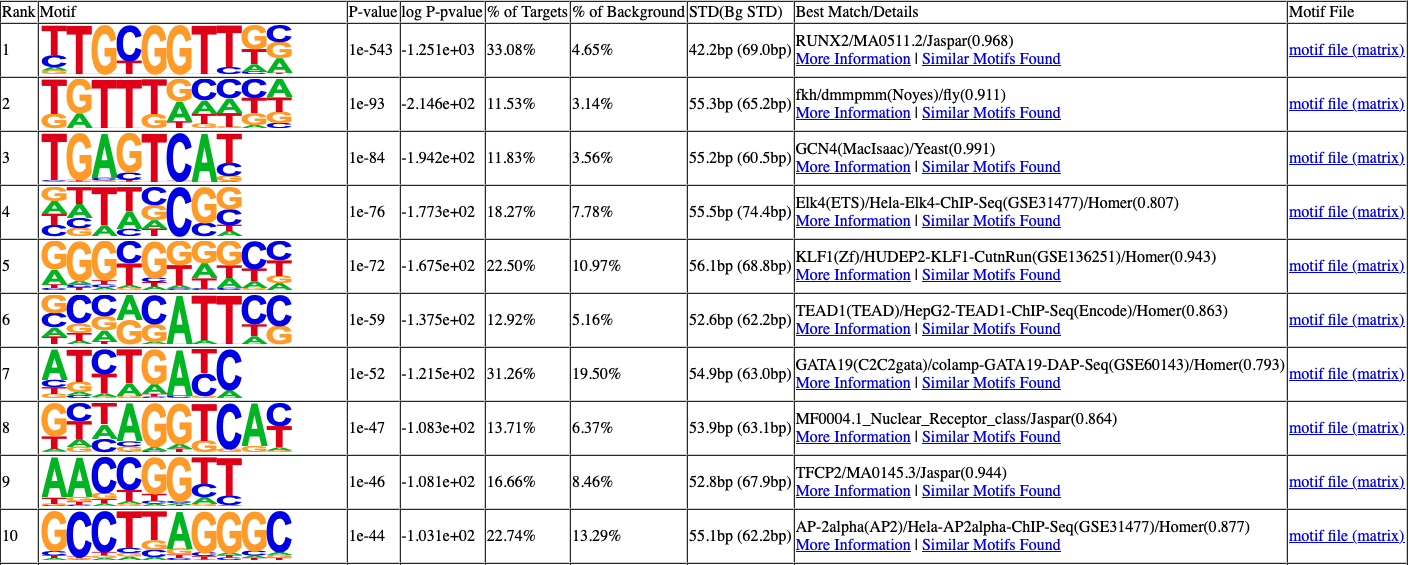 Rank Motif P-value log P-pvalue % of Targets % of Background STD(Bg STD) Best Match/Details Motif File
1 1e-543 -1.251e+03 33.08% 4.65% 42.2bp (69.0bp) RUNX2/MA0511.2/Jaspar(0.968)
More Information | Similar Motifs Found motif file (matrix)
2 1e-93 -2.146e+02 11.53% 3.14% 55.3bp (65.2bp) fkh/dmmpmm(Noyes)/fly(0.911)
More Information | Similar Motifs Found motif file (matrix)
3 TGAGTCAT 1e-84 -1.942e+02 11.83% 3.56% 55.2bp (60.5bp) GCN4(MacIsaac)/Yeast(0.991)
More Information | Similar Motifs Found motif file (matrix)
4 1e-76 -1.773e+02 18.27% 7.78% 55.5bp (74.4bp) Elk4(ETS)/Hela-Elk4-ChIP-Seq(GSE31477)/Homer(0.807)
More Information | Similar Motifs Found motif file (matrix)
5 1e-72 -1.675e+02 22.50% 10.97% 56.1bp (68.8bp) KLF1(Zf)/HUDEP2-KLF1-CutnRun(GSE136251)/Homer(0.943)
More Information | Similar Motifs Found motif file (matrix)
6 1e-59 -1.375e+02 12.92% 5.16% 52.6bp (62.2bp) TEAD1(TEAD)/HepG2-TEAD1-ChIP-Seq(Encode)/Homer(0.863)
More Information | Similar Motifs Found motif file (matrix)
7 1e-52 -1.215e+02 31.26% 19.50% 54.9bp (63.0bp) GATA19(C2C2gata)/colamp-GATA19-DAP-Seq(GSE60143)/Homer(0.793)
More Information | Similar Motifs Found motif file (matrix)
8 1e-47 -1.083e+02 13.71% 6.37% 53.9bp (63.1bp) MF0004.1_Nuclear_Receptor_class/Jaspar(0.864)
More Information | Similar Motifs Found motif file (matrix)
9 AACCGGTT 1e-46 -1.081e+02 16.66% 8.46% 52.8bp (67.9bp) TFCP2/MA0145.3/Jaspar(0.944)
More Information | Similar Motifs Found motif file (matrix)
10 GCCTTAGGGC 1e-44 -1.031e+02 22.74% 13.29% 55.1bp (62.2bp) AP-2alpha(AP2)/Hela-AP2alpha-ChIP-Seq(GSE31477)/Homer(0.877)
More Information | Similar Motifs Found motif file (matrix)